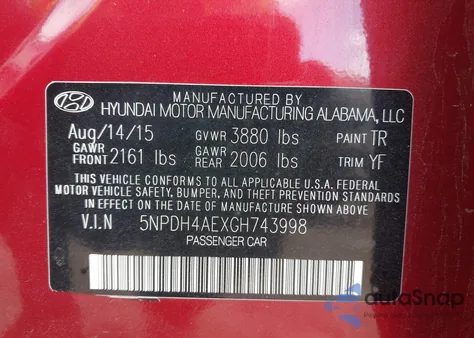 MANUFACTURED BY
HYUNDAI MOTOR MANUFACTURING ALABAMA, LLC
Aug/14/15 GVWR 3880 lbs PAINT TR
GAWR FRONT 2161 lbs GAWR REAR 2006 lbs TRIM YF
THIS VEHICLE CONFORMS TO ALL APPLICABLE U.S.A. FEDERAL
MOTOR VEHICLE SAFETY, BUMPER, AND THEFT PREVENTION STANDARDS
IN EFFECT ON THE DATE OF MANUFACTURE SHOWN ABOVE.
V.I.N 5NPDH4AEXGH743998
PASSENGER CAR
autoSnap